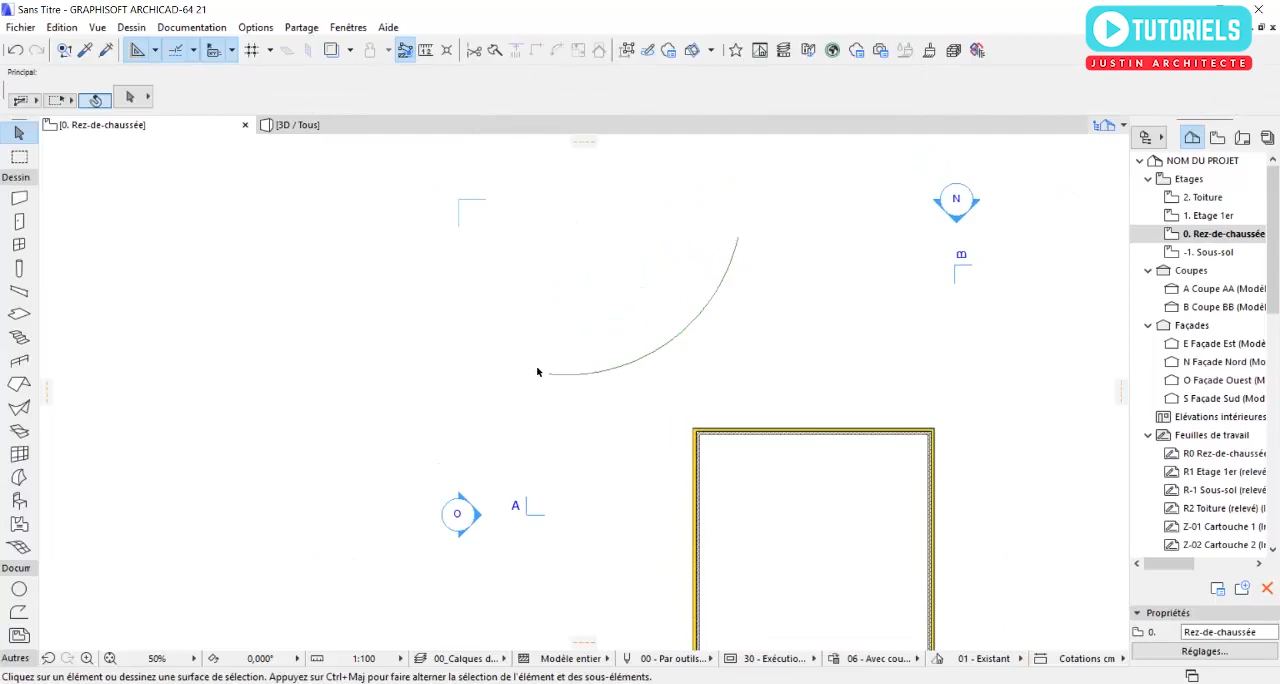 Sans Titre - GRAPHISOFT ARCHICAD-64 21
Fichier Edition Vue Dessin Documentation Options Partage Fenêtres Aide
TUTORIELS
JUSTIN ARCHITECTE
Principal:
[0. Rez-de-chaussée]
[3D / Tous]
Dessin
Docum
Autres
N
B
O
A
NOM DU PROJET
Etages
2. Toiture
1. Etage 1er
0. Rez-de-chaussée
-1. Sous-sol
Coupes
A Coupe AA (Modèl
B Coupe BB (Modèl
Façades
E Façade Est (Modè
N Façade Nord (Mo
O Façade Ouest (M
S Façade Sud (Mod
Elévations intérieures
Feuilles de travail
R0 Rez-de-chaussé
R1 Etage 1er (relevé
R-1 Sous-sol (relevé
R2 Toiture (relevé) (I
Z-01 Cartouche 1 (Ir
Z-02 Cartouche 2 (Ir
Propriétés
0. Rez-de-chaussée
Réglages...
50% 0,000° 1:100 00_Calques d... Modèle entier 00 - Par outils,... 30 - Exécutio... 06 - Avec cou... 01 - Existant Cotations cm
Cliquez sur un élément ou dessinez une surface de sélection. Appuyez sur Ctrl+Maj pour faire alterner la sélection de l'élément et des sous-éléments.